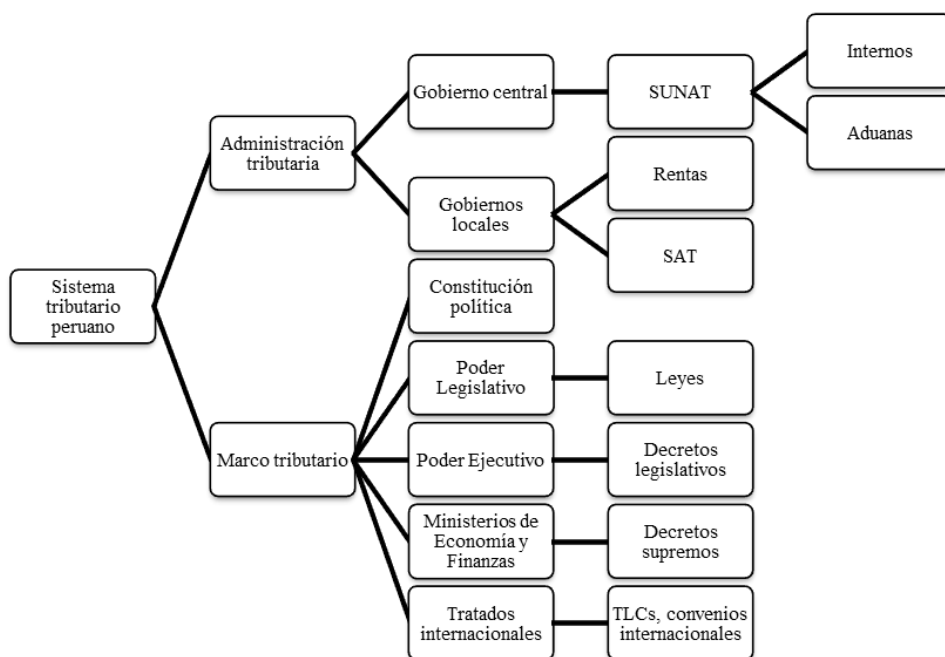 Sistema
tributario
peruano
Administración
tributaria
Gobierno central
SUNAT
Internos
Aduanas
Gobiernos
locales
Rentas
SAT
Marco tributario
Constitución
política
Poder
Legislativo
Leyes
Poder Ejecutivo
Decretos
legislativos
Ministerios de
Economía y
Finanzas
Decretos
supremos
Tratados
internacionales
TLCs, convenios
internacionales